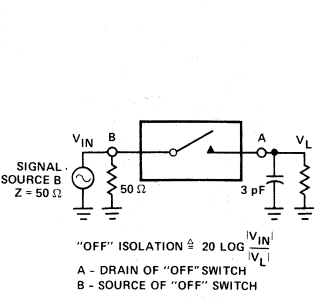 V_IN B A V_L
SIGNAL
SOURCE B
Z = 50 Ω
50 Ω 3 pF
"OFF" ISOLATION ≜ 20 LOG |V_IN| / |V_L|
A - DRAIN OF "OFF" SWITCH
B - SOURCE OF "OFF" SWITCH